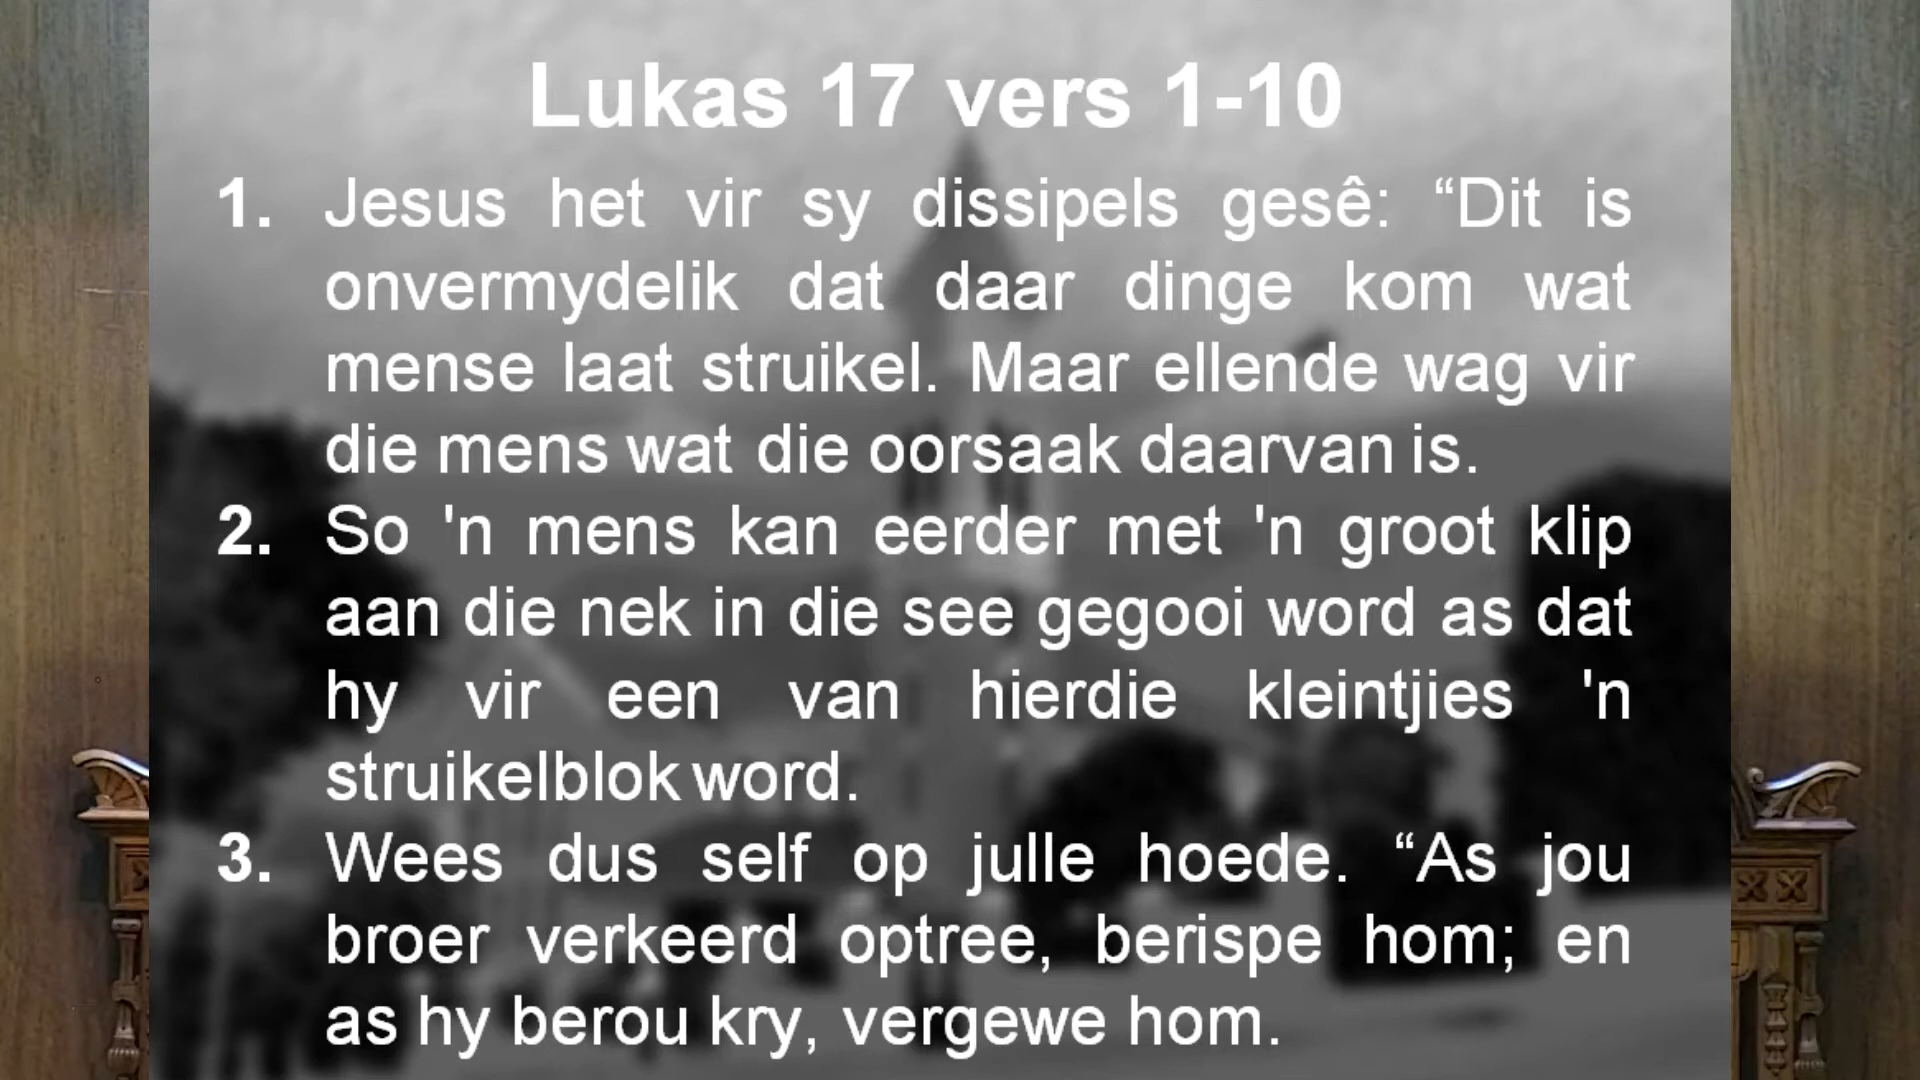 Lukas 17 vers 1-10
1. Jesus het vir sy dissipels gesê: “Dit is
onvermydelik dat daar dinge kom wat
mense laat struikel. Maar ellende wag vir
die mens wat die oorsaak daarvan is.
2. So 'n mens kan eerder met 'n groot klip
aan die nek in die see gegooi word as dat
hy vir een van hierdie kleintjies 'n
struikelblok word.
3. Wees dus self op julle hoede. “As jou
broer verkeerd optree, berispe hom; en
as hy berou kry, vergewe hom.